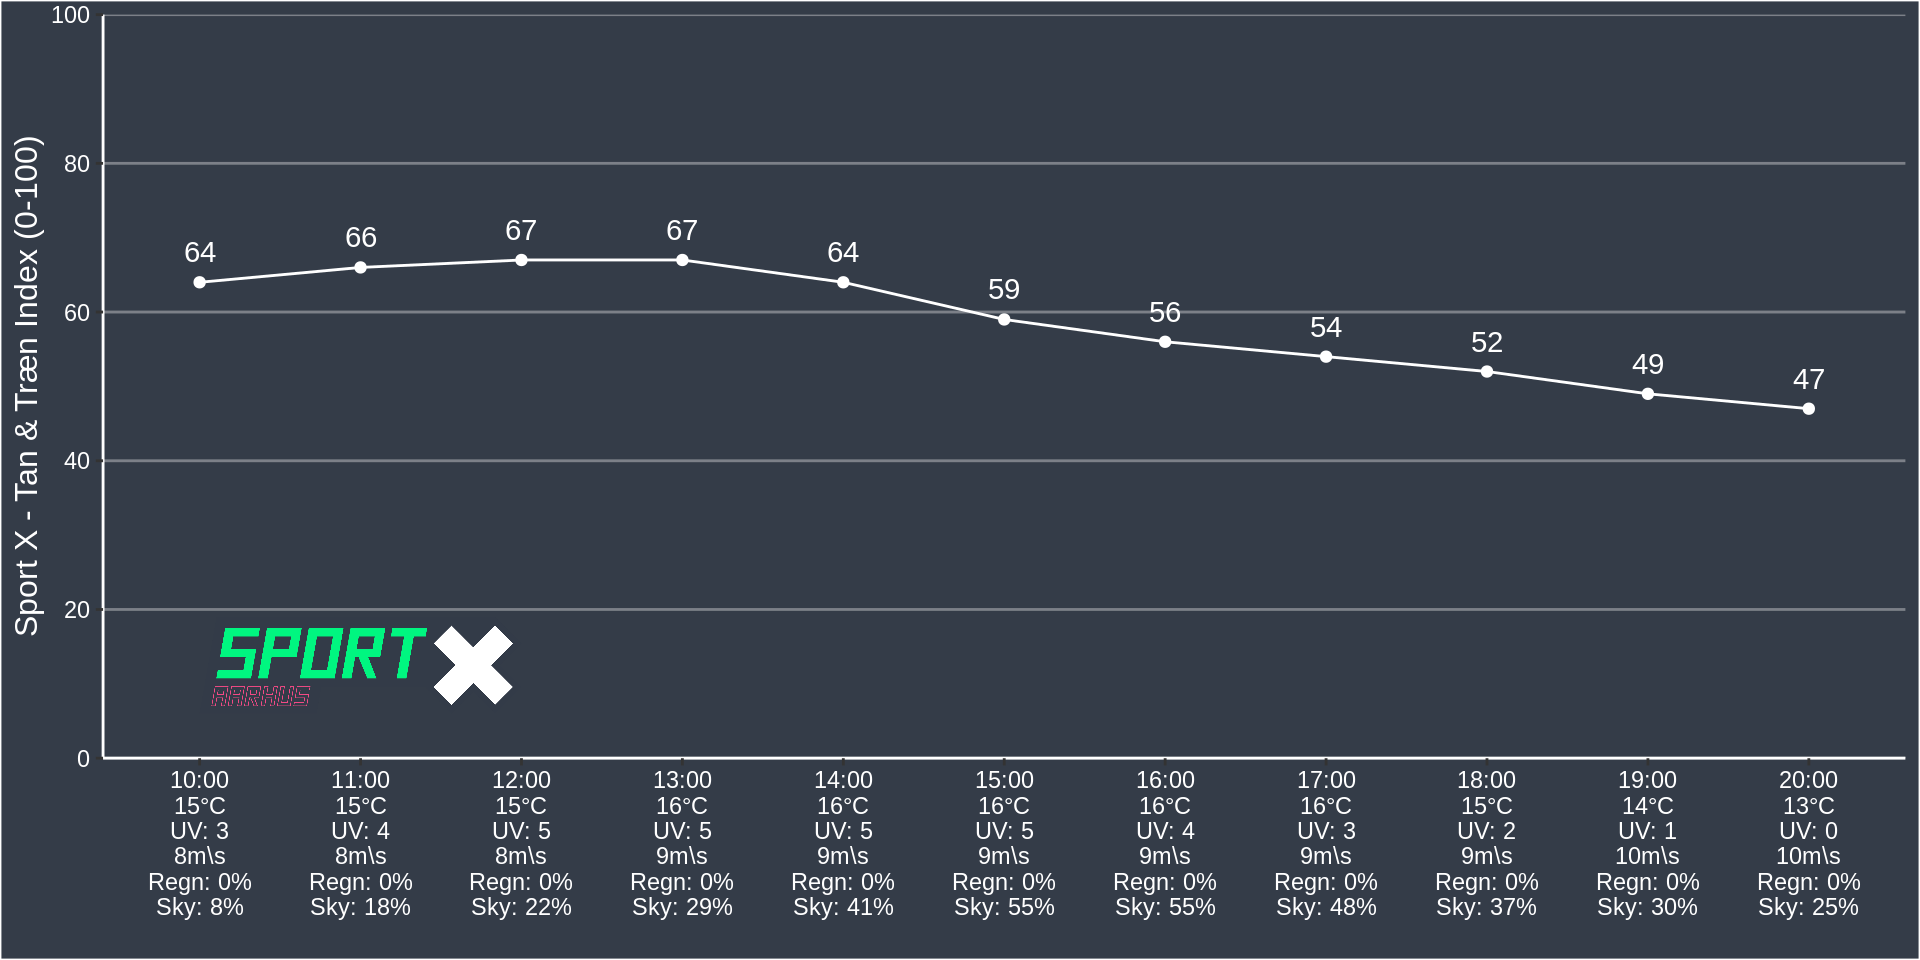 Sport X - Tan & Træn Index (0-100)
100
80
60
40
20
0
64
66
67
67
64
59
56
54
52
49
47
SPORT X
AARHUS
10:00 11:00 12:00 13:00 14:00 15:00 16:00 17:00 18:00 19:00 20:00
15°C 15°C 15°C 16°C 16°C 16°C 16°C 16°C 15°C 14°C 13°C
UV: 3 UV: 4 UV: 5 UV: 5 UV: 5 UV: 5 UV: 4 UV: 3 UV: 2 UV: 1 UV: 0
8m\s 8m\s 8m\s 9m\s 9m\s 9m\s 9m\s 9m\s 9m\s 10m\s 10m\s
Regn: 0% Regn: 0% Regn: 0% Regn: 0% Regn: 0% Regn: 0% Regn: 0% Regn: 0% Regn: 0% Regn: 0% Regn: 0%
Sky: 8% Sky: 18% Sky: 22% Sky: 29% Sky: 41% Sky: 55% Sky: 55% Sky: 48% Sky: 37% Sky: 30% Sky: 25%